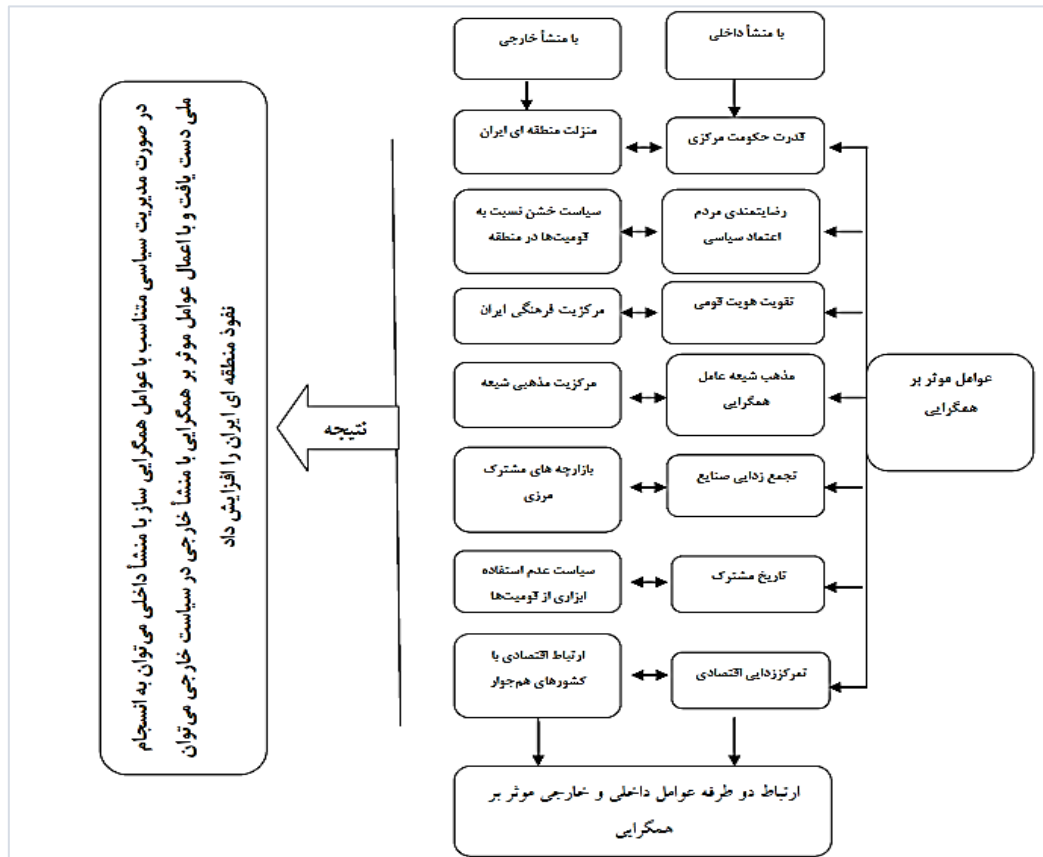 با منشأ داخلی
با منشأ خارجی
قدرت حکومت مرکزی
منزلت منطقه ای ایران
رضایتمندی مردم
اعتماد سیاسی
سیاست خشن نسبت به
قومیت‌ها در منطقه
تقویت هویت قومی
مرکزیت فرهنگی ایران
مذهب شیعه عامل
همگرایی
مرکزیت مذهبی شیعه
عوامل موثر بر
همگرایی
تجمع زدایی صنایع
بازارچه های مشترک
مرزی
تاریخ مشترک
سیاست عدم استفاده
ابزاری از قومیت‌ها
تمرکززدایی اقتصادی
ارتباط اقتصادی با
کشورهای هم‌جوار
ارتباط دو طرفه عوامل داخلی و خارجی موثر بر
همگرایی
نتیجه
در صورت مدیریت سیاسی متناسب با عوامل همگرایی ساز با منشأ داخلی می‌توان به انسجام
ملی دست یافت و با اعمال عوامل موثر بر همگرایی با منشأ خارجی در سیاست خارجی می‌توان
نفوذ منطقه ای ایران را افزایش داد